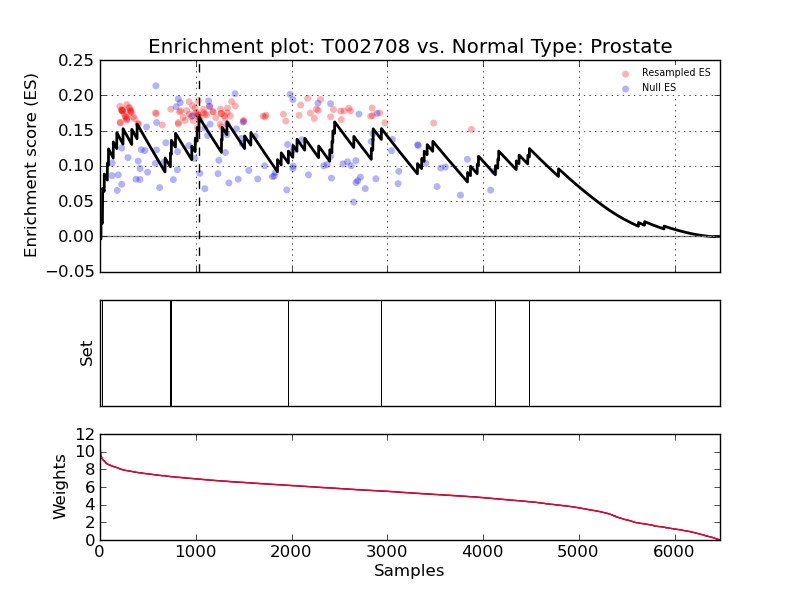 Enrichment plot: T002708 vs. Normal Type: Prostate
Enrichment score (ES)
0.25
0.20
0.15
0.10
0.05
0.00
−0.05
Resampled ES
Null ES
Set
Weights
12
10
8
6
4
2
0
0 1000 2000 3000 4000 5000 6000
Samples